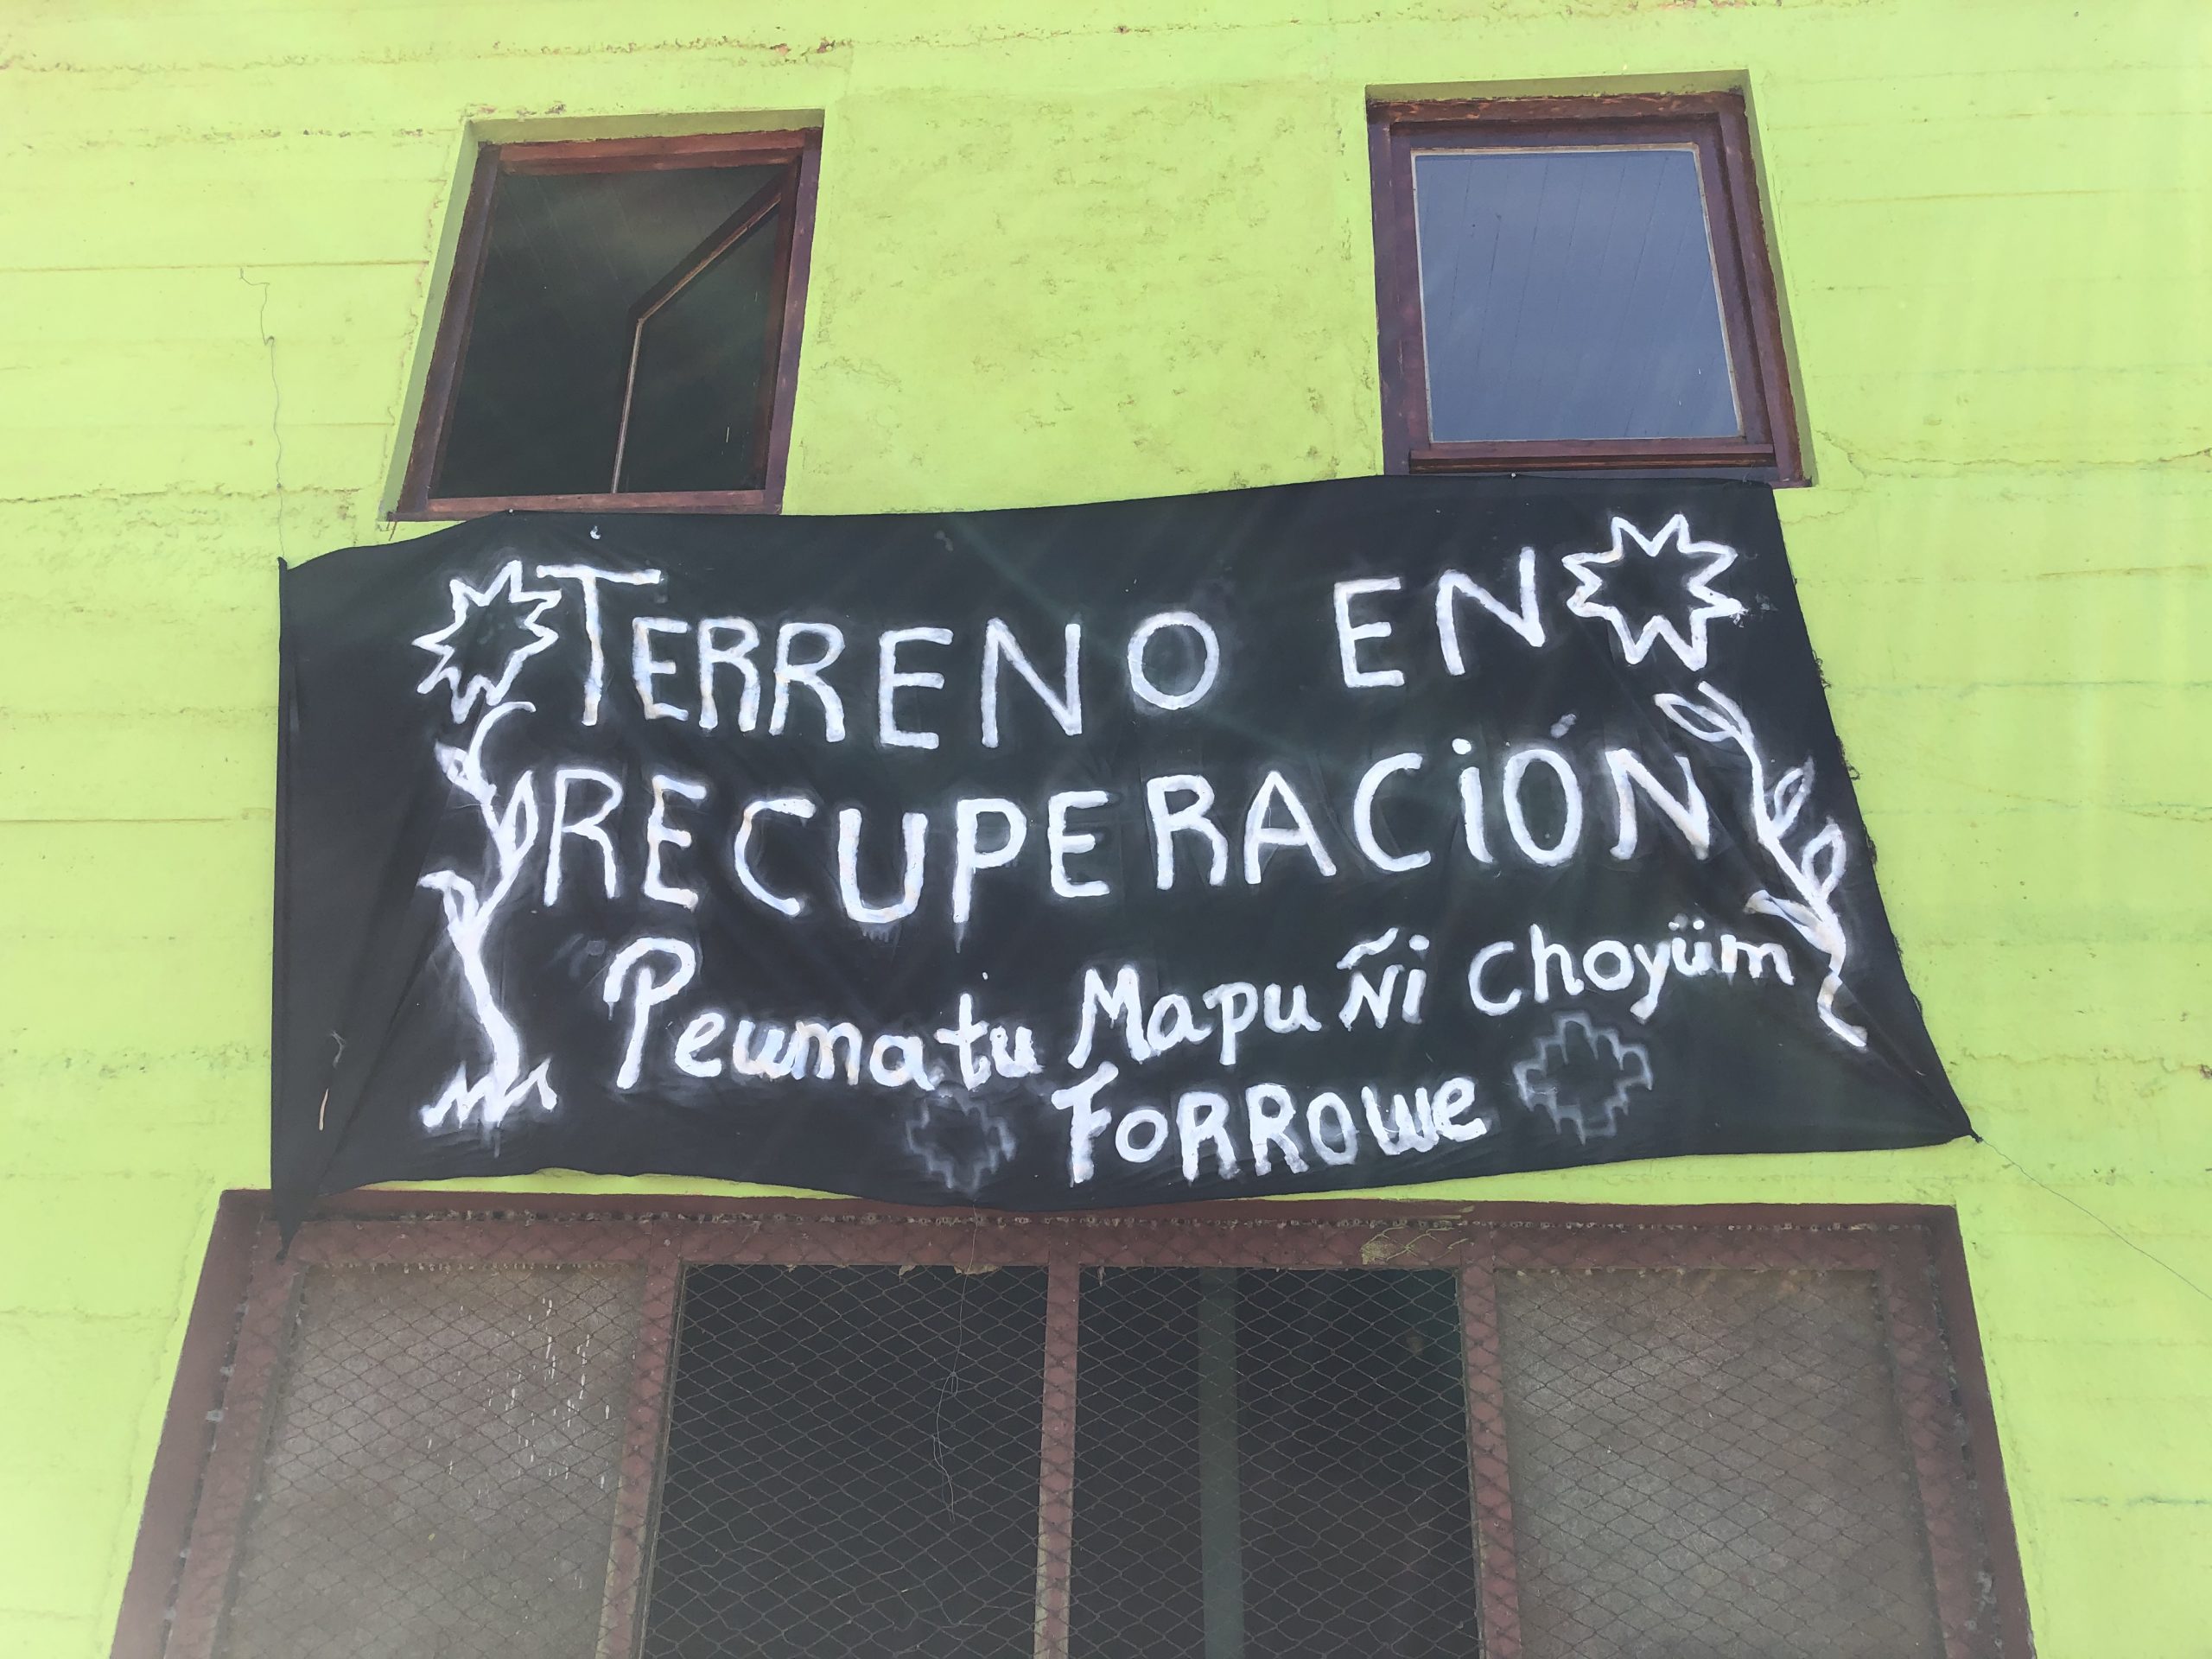 TERRENO EN
RECUPERACIÓN
Peumatu Mapu Ñi Choyüm
FORROWE